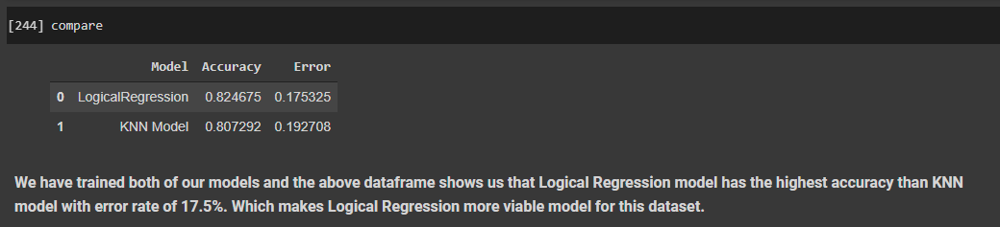 [244] compare
Model Accuracy Error
0 LogicalRegression 0.824675 0.175325
1 KNN Model 0.807292 0.192708
We have trained both of our models and the above dataframe shows us that Logical Regression model has the highest accuracy than KNN
model with error rate of 17.5%. Which makes Logical Regression more viable model for this dataset.